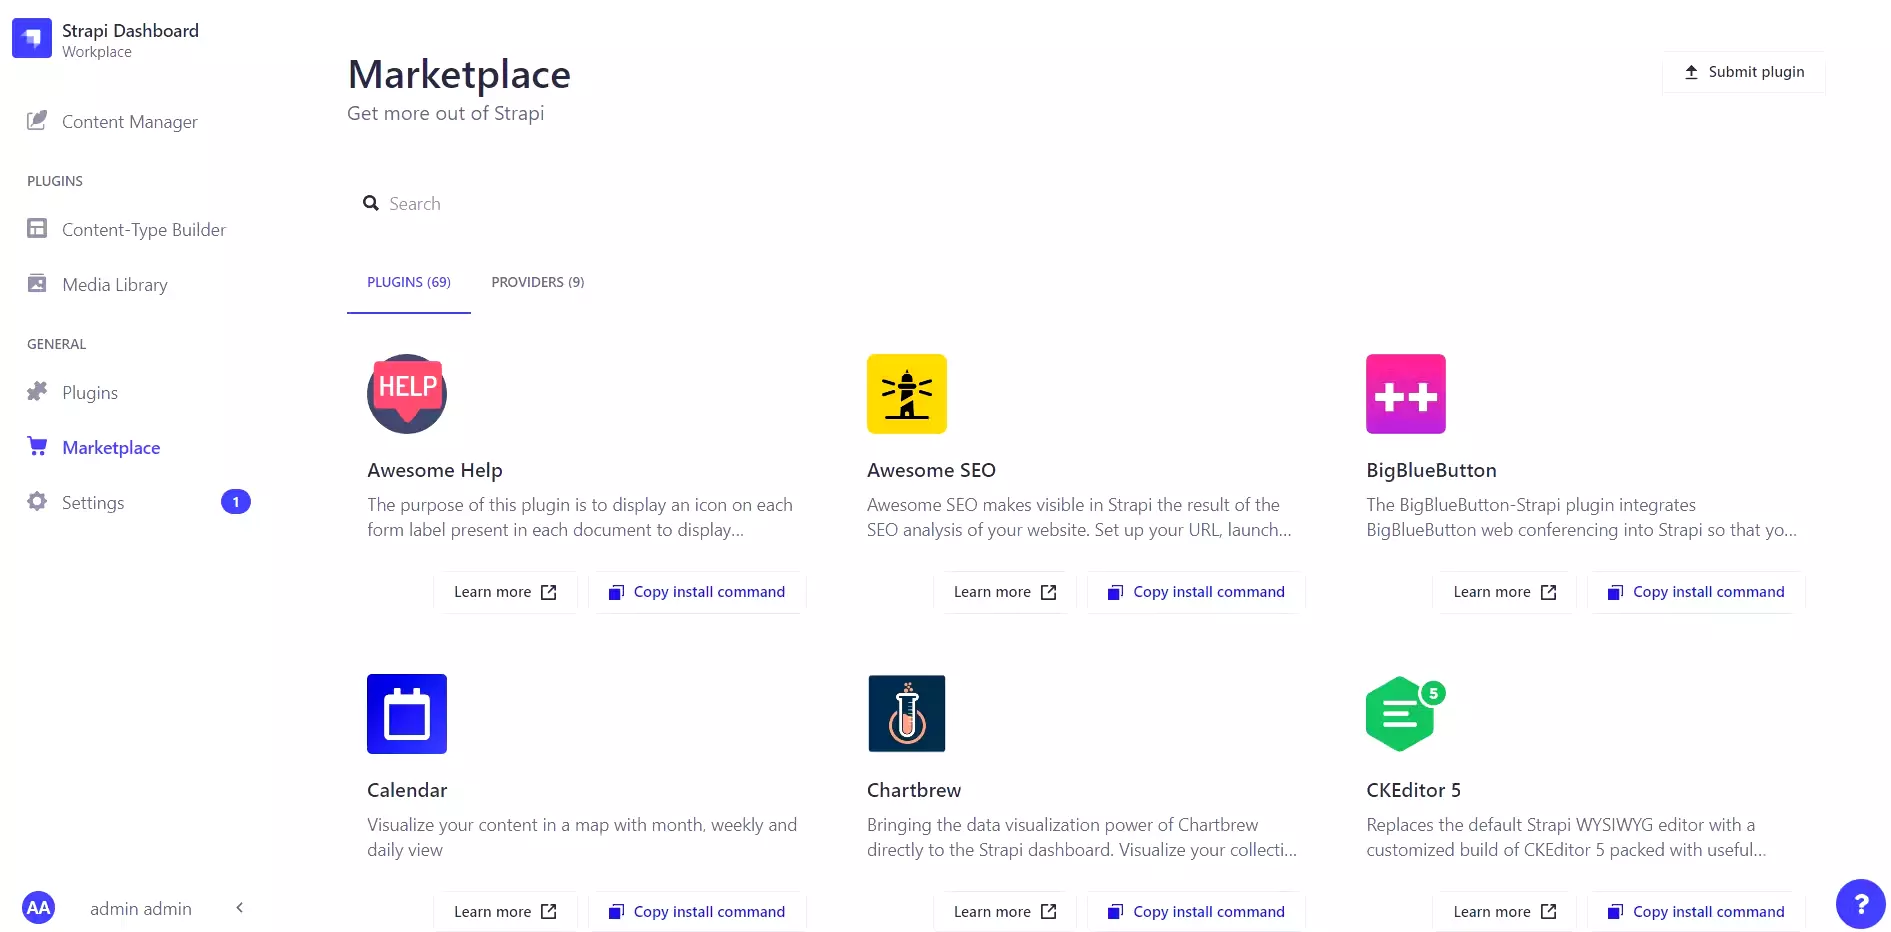 Strapi Dashboard
Workplace
Content Manager
PLUGINS
Content-Type Builder
Media Library
GENERAL
Plugins
Marketplace
Settings
1
AA
admin admin
Marketplace
Get more out of Strapi
Submit plugin
Search
PLUGINS (69)
PROVIDERS (9)
HELP
Awesome Help
The purpose of this plugin is to display an icon on each
form label present in each document to display...
Learn more
Copy install command
Awesome SEO
Awesome SEO makes visible in Strapi the result of the
SEO analysis of your website. Set up your URL, launch...
Learn more
Copy install command
++
BigBlueButton
The BigBlueButton-Strapi plugin integrates
BigBlueButton web conferencing into Strapi so that yo...
Learn more
Copy install command
Calendar
Visualize your content in a map with month, weekly and
daily view
Learn more
Copy install command
Chartbrew
Bringing the data visualization power of Chartbrew
directly to the Strapi dashboard. Visualize your collecti...
Learn more
Copy install command
5
CKEditor 5
Replaces the default Strapi WYSIWYG editor with a
customized build of CKEditor 5 packed with useful...
Learn more
Copy install command
?